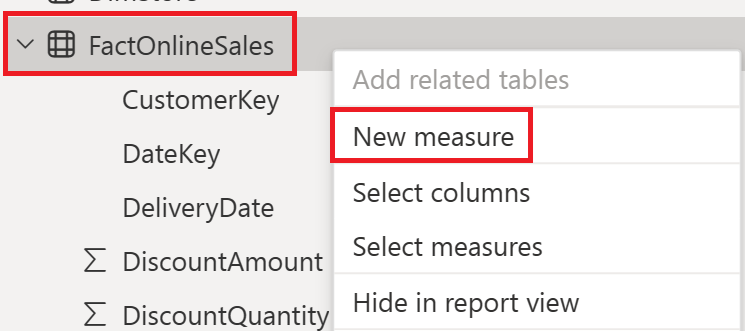 FactOnlineSales
Add related tables
CustomerKey
New measure
DateKey
Select columns
DeliveryDate
Select measures
DiscountAmount
Hide in report view
DiscountQuantity